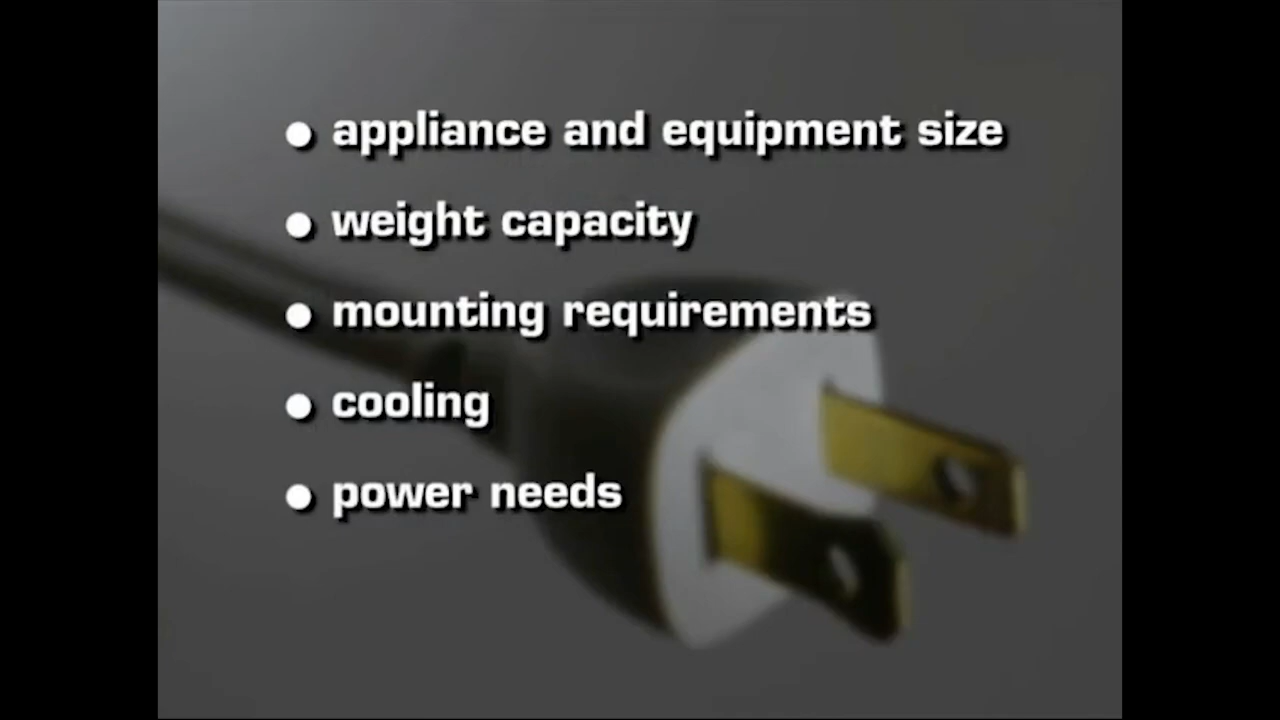 • appliance and equipment size
• weight capacity
• mounting requirements
• cooling
• power needs